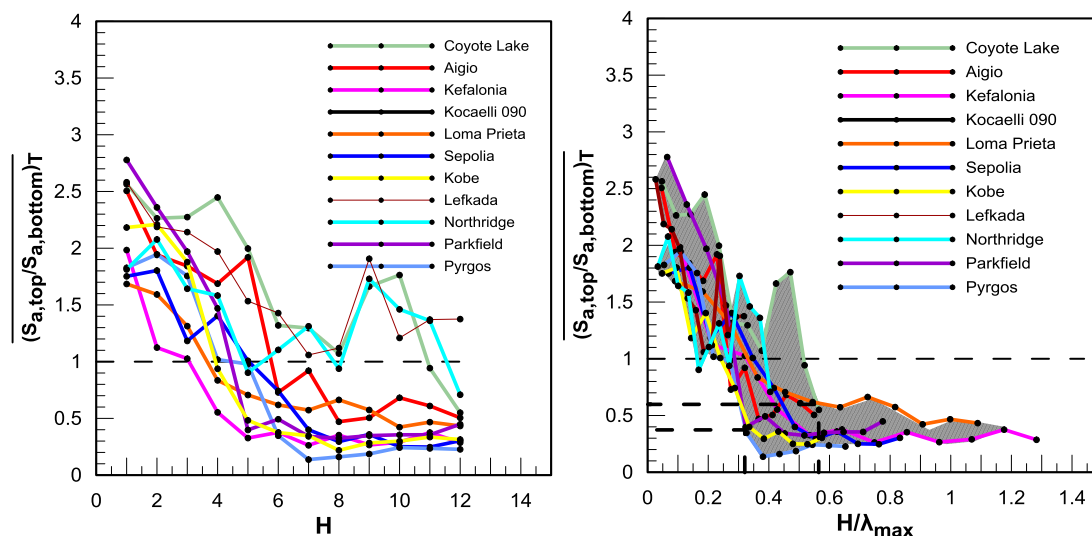 4
3.5
3
2.5
2
1.5
1
0.5
0
(Sa,top/Sa,bottom)T
0 2 4 6 8 10 12 14
H
Coyote Lake
Aigio
Kefalonia
Kocaelli 090
Loma Prieta
Sepolia
Kobe
Lefkada
Northridge
Parkfield
Pyrgos
4
3.5
3
2.5
2
1.5
1
0.5
0
(Sa,top/Sa,bottom)T
0 0.2 0.4 0.6 0.8 1 1.2 1.4
H/λmax
Coyote Lake
Aigio
Kefalonia
Kocaelli 090
Loma Prieta
Sepolia
Kobe
Lefkada
Northridge
Parkfield
Pyrgos